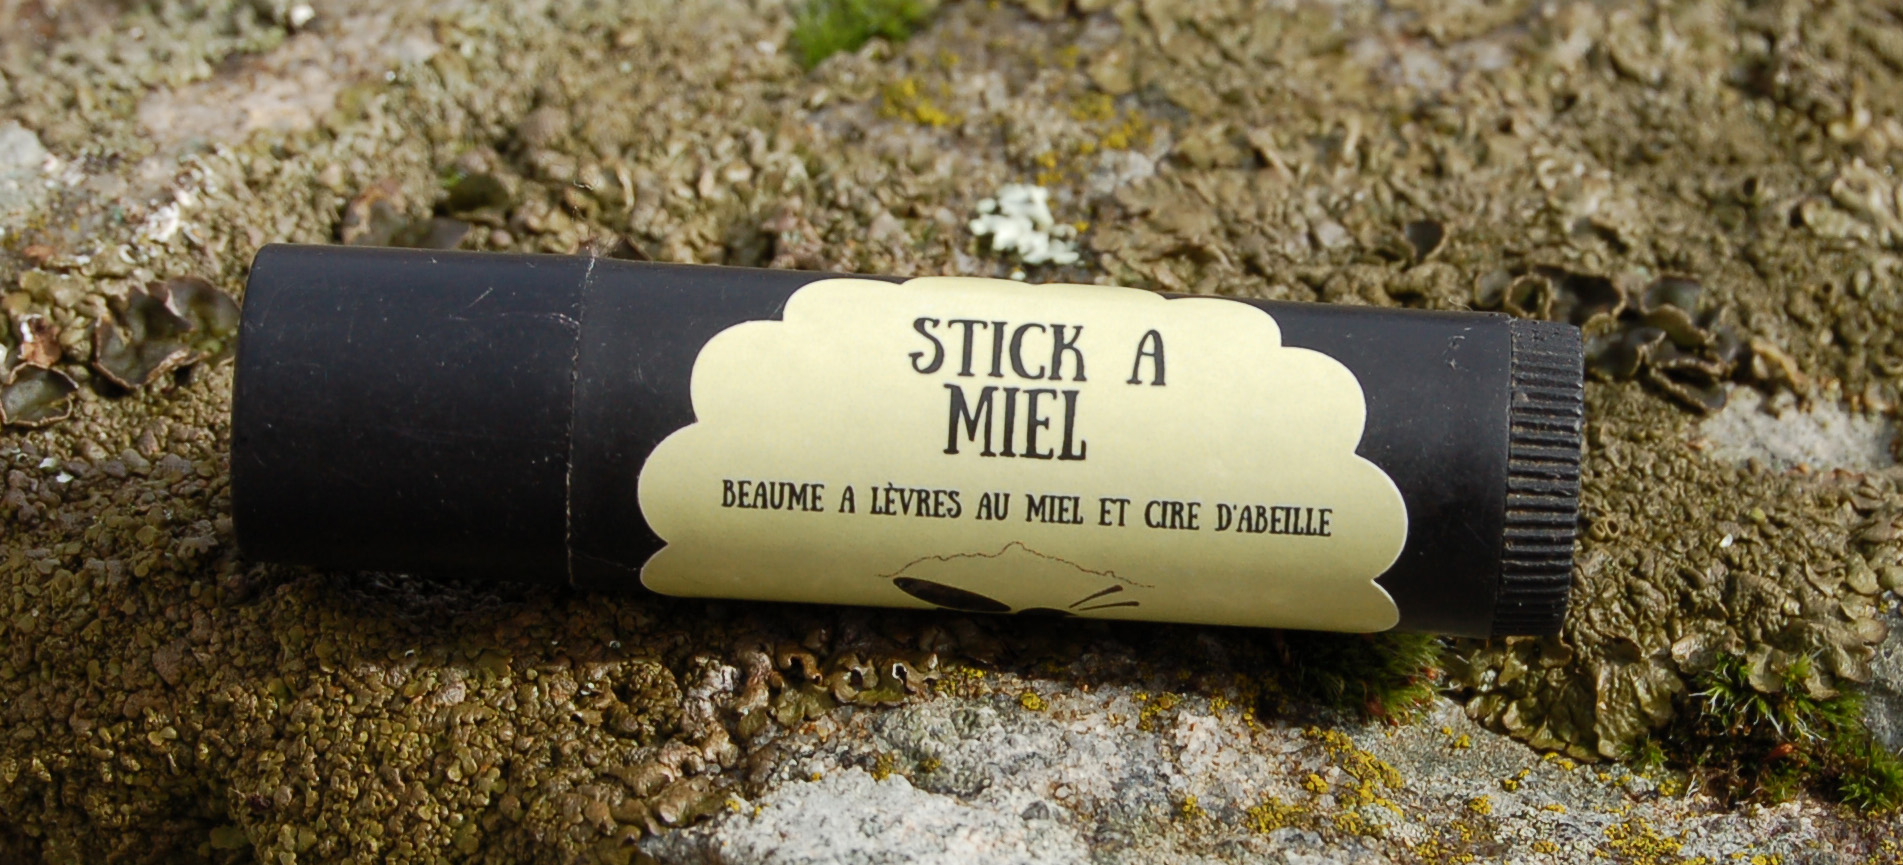 STICK A
MIEL
BEAUME A LÈVRES AU MIEL ET CIRE D'ABEILLE